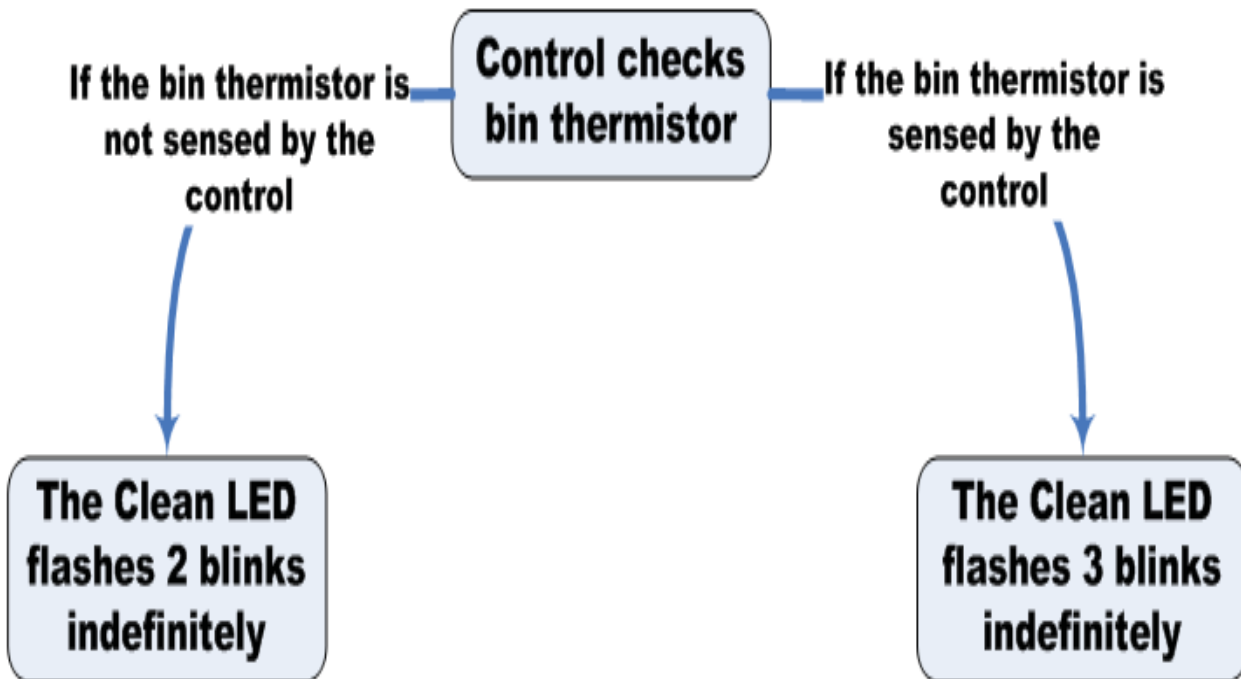 Control checks
bin thermistor
If the bin thermistor is
not sensed by the
control
If the bin thermistor is
sensed by the
control
The Clean LED
flashes 2 blinks
indefinitely
The Clean LED
flashes 3 blinks
indefinitely